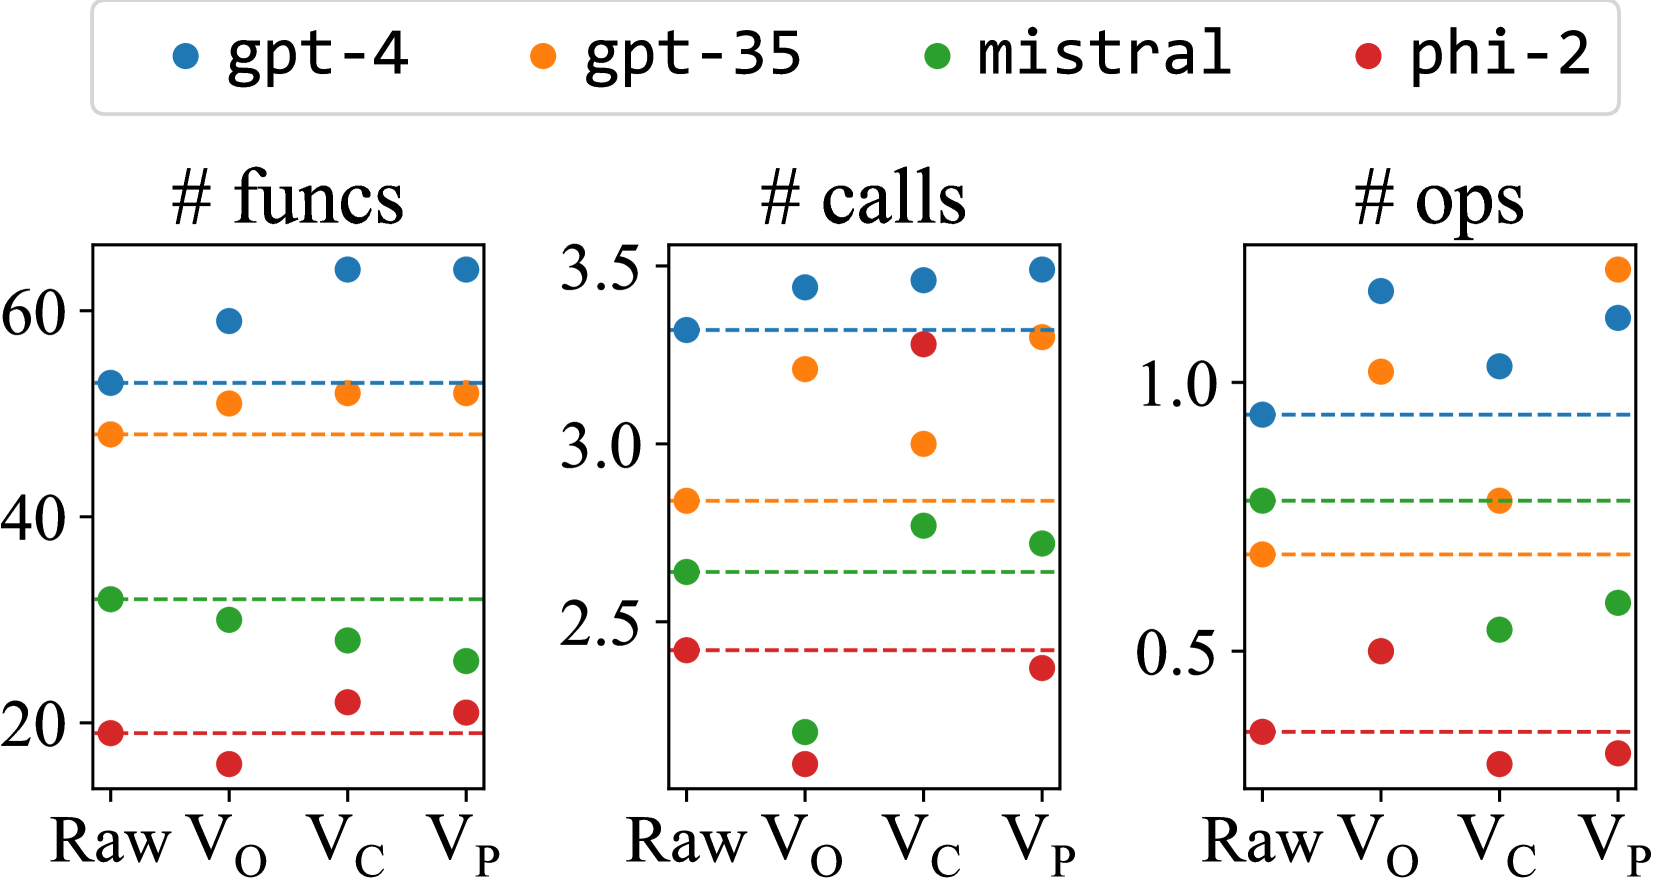 gpt-4 gpt-35 mistral phi-2
# funcs # calls # ops
60
40
20
Raw V_O V_C V_P
3.5
3.0
2.5
Raw V_O V_C V_P
1.0
0.5
Raw V_O V_C V_P